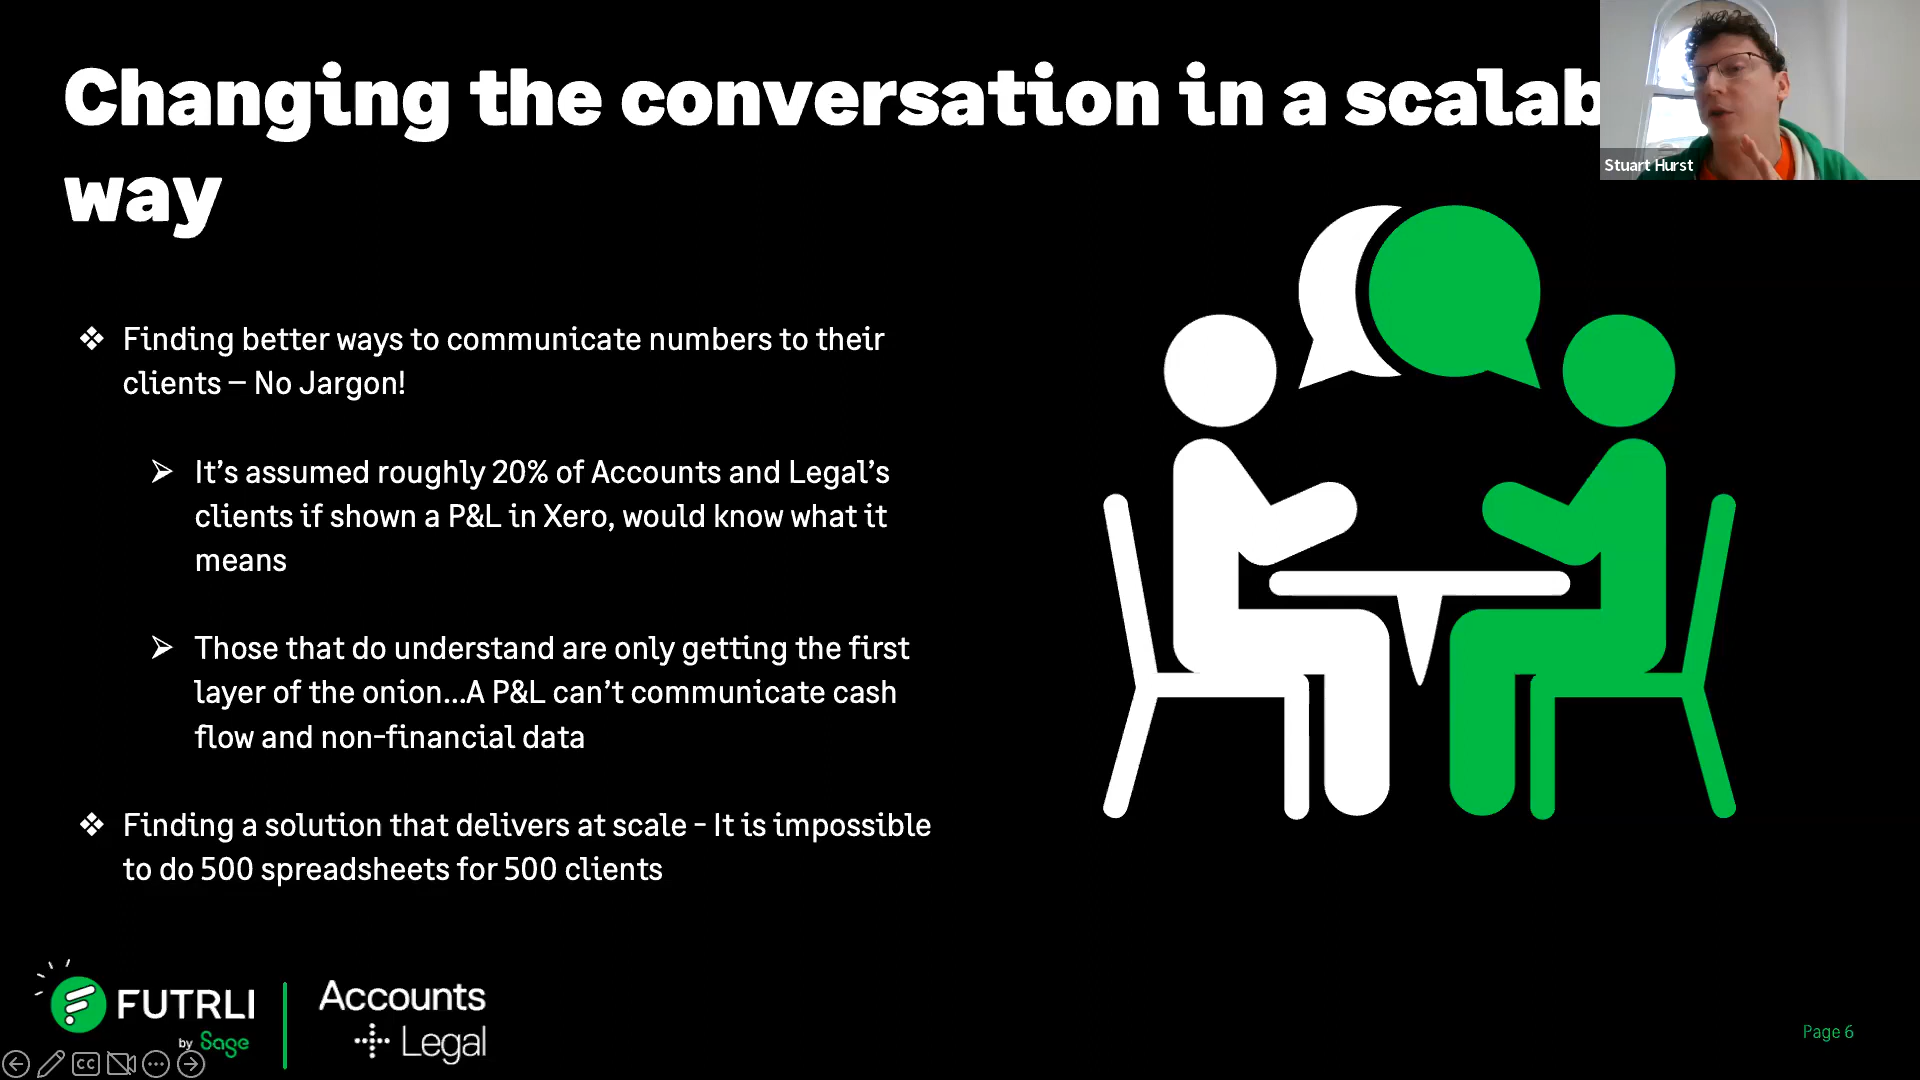 Changing the conversation in a scalab
way
Stuart Hurst
❖ Finding better ways to communicate numbers to their
clients – No Jargon!
➢ It's assumed roughly 20% of Accounts and Legal's
clients if shown a P&L in Xero, would know what it
means
➢ Those that do understand are only getting the first
layer of the onion...A P&L can't communicate cash
flow and non-financial data
❖ Finding a solution that delivers at scale - It is impossible
to do 500 spreadsheets for 500 clients
FUTRLI
by Sage
Accounts
Legal
CC
Page 6